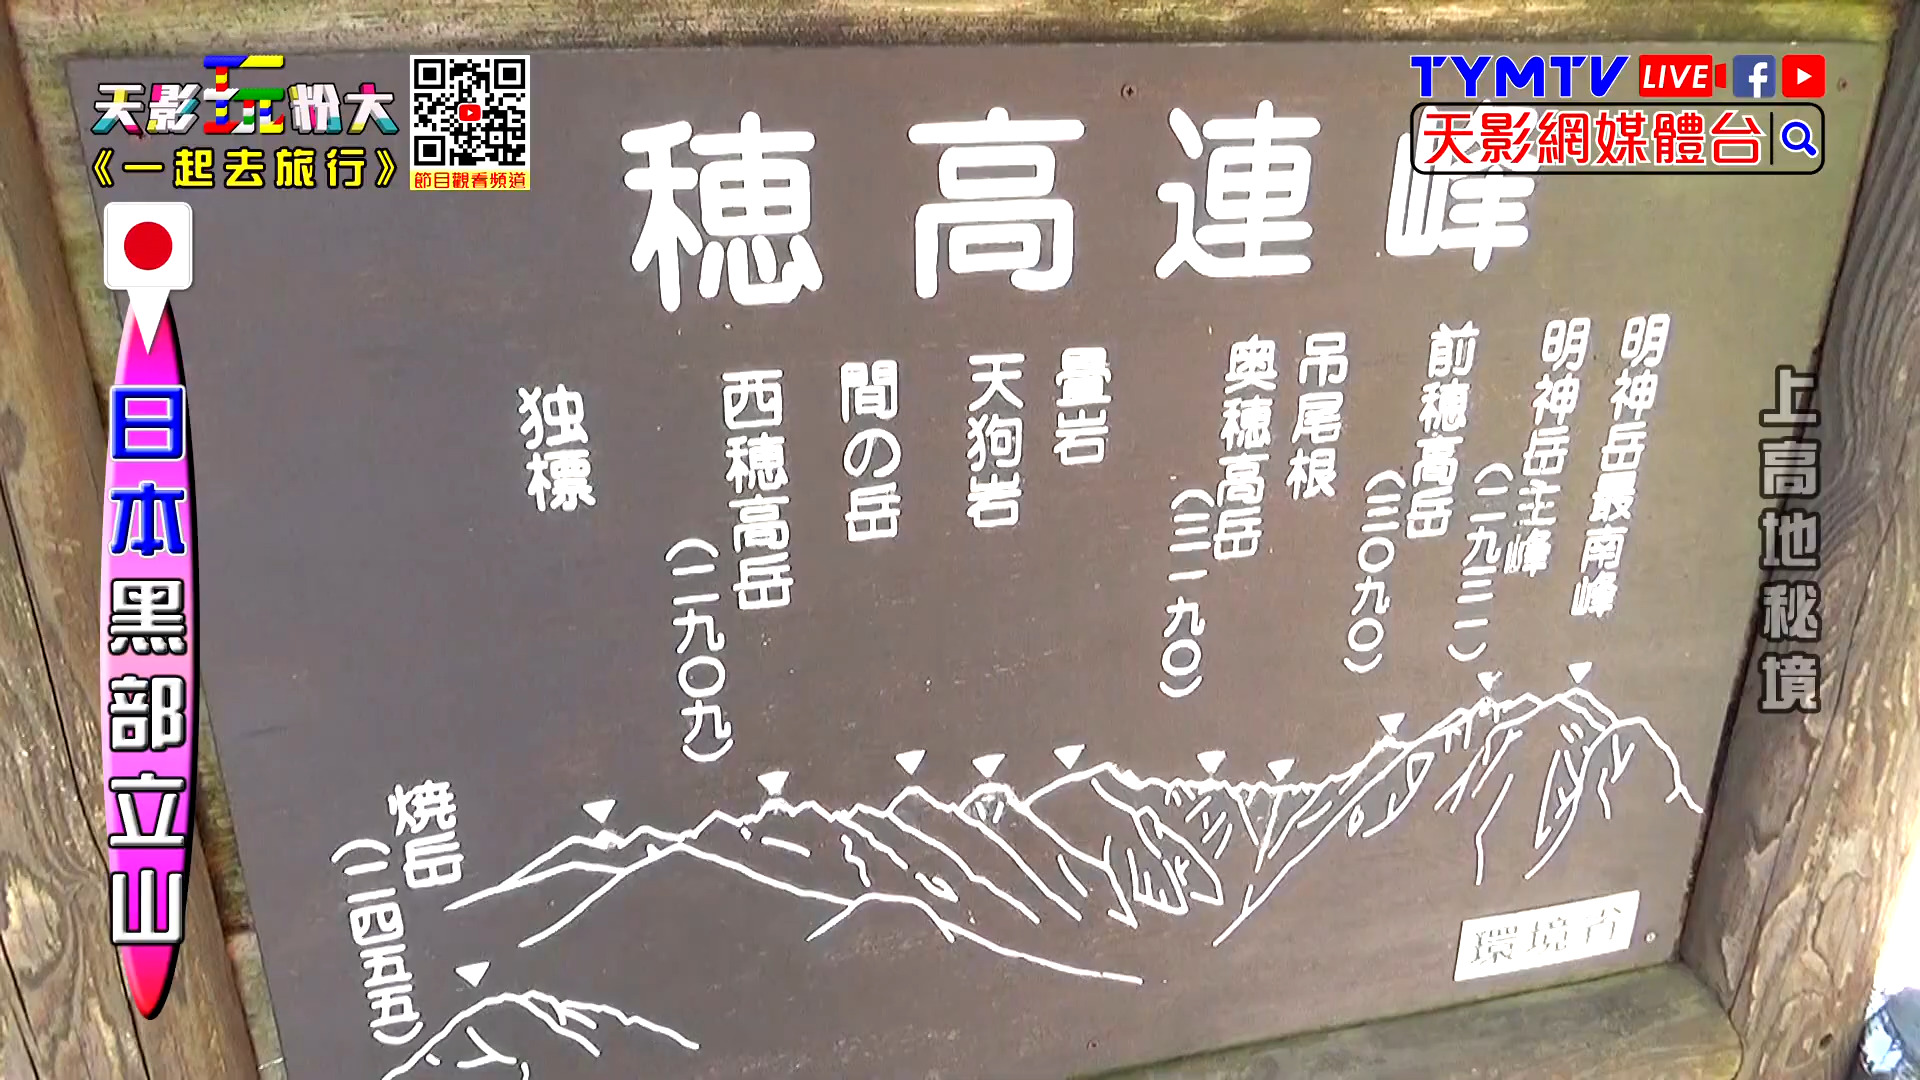 天影玩粉大
《一起去旅行》
節目觀看頻道
TYMTV LIVE
天影網媒體台
日本黑部立山
上高地秘境
穂高連峰
明神岳最南峰
明神岳主峰
(二九三一)
前穂高岳
(三〇九〇)
吊尾根
奥穂高岳
(三一九〇)
畳岩
天狗岩
間の岳
西穂高岳
(二九〇九)
独標
焼岳
(二四五五)
環境省